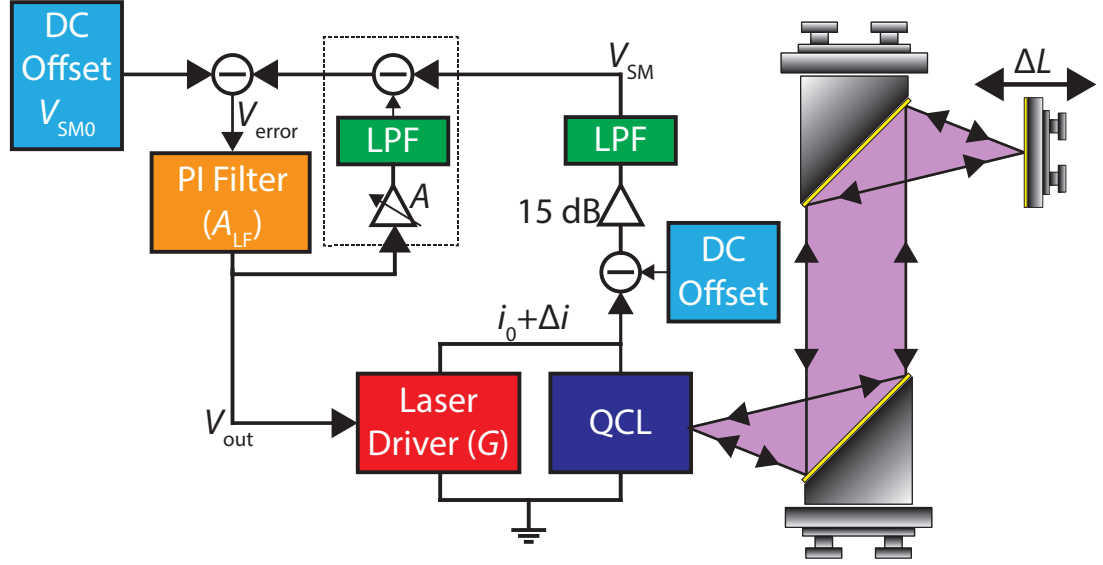 DC
Offset
V_SM0
V_error
PI Filter
(A_LF)
V_out
LPF
A
V_SM
LPF
15 dB
DC
Offset
i_0+Δi
Laser
Driver (G)
QCL
ΔL